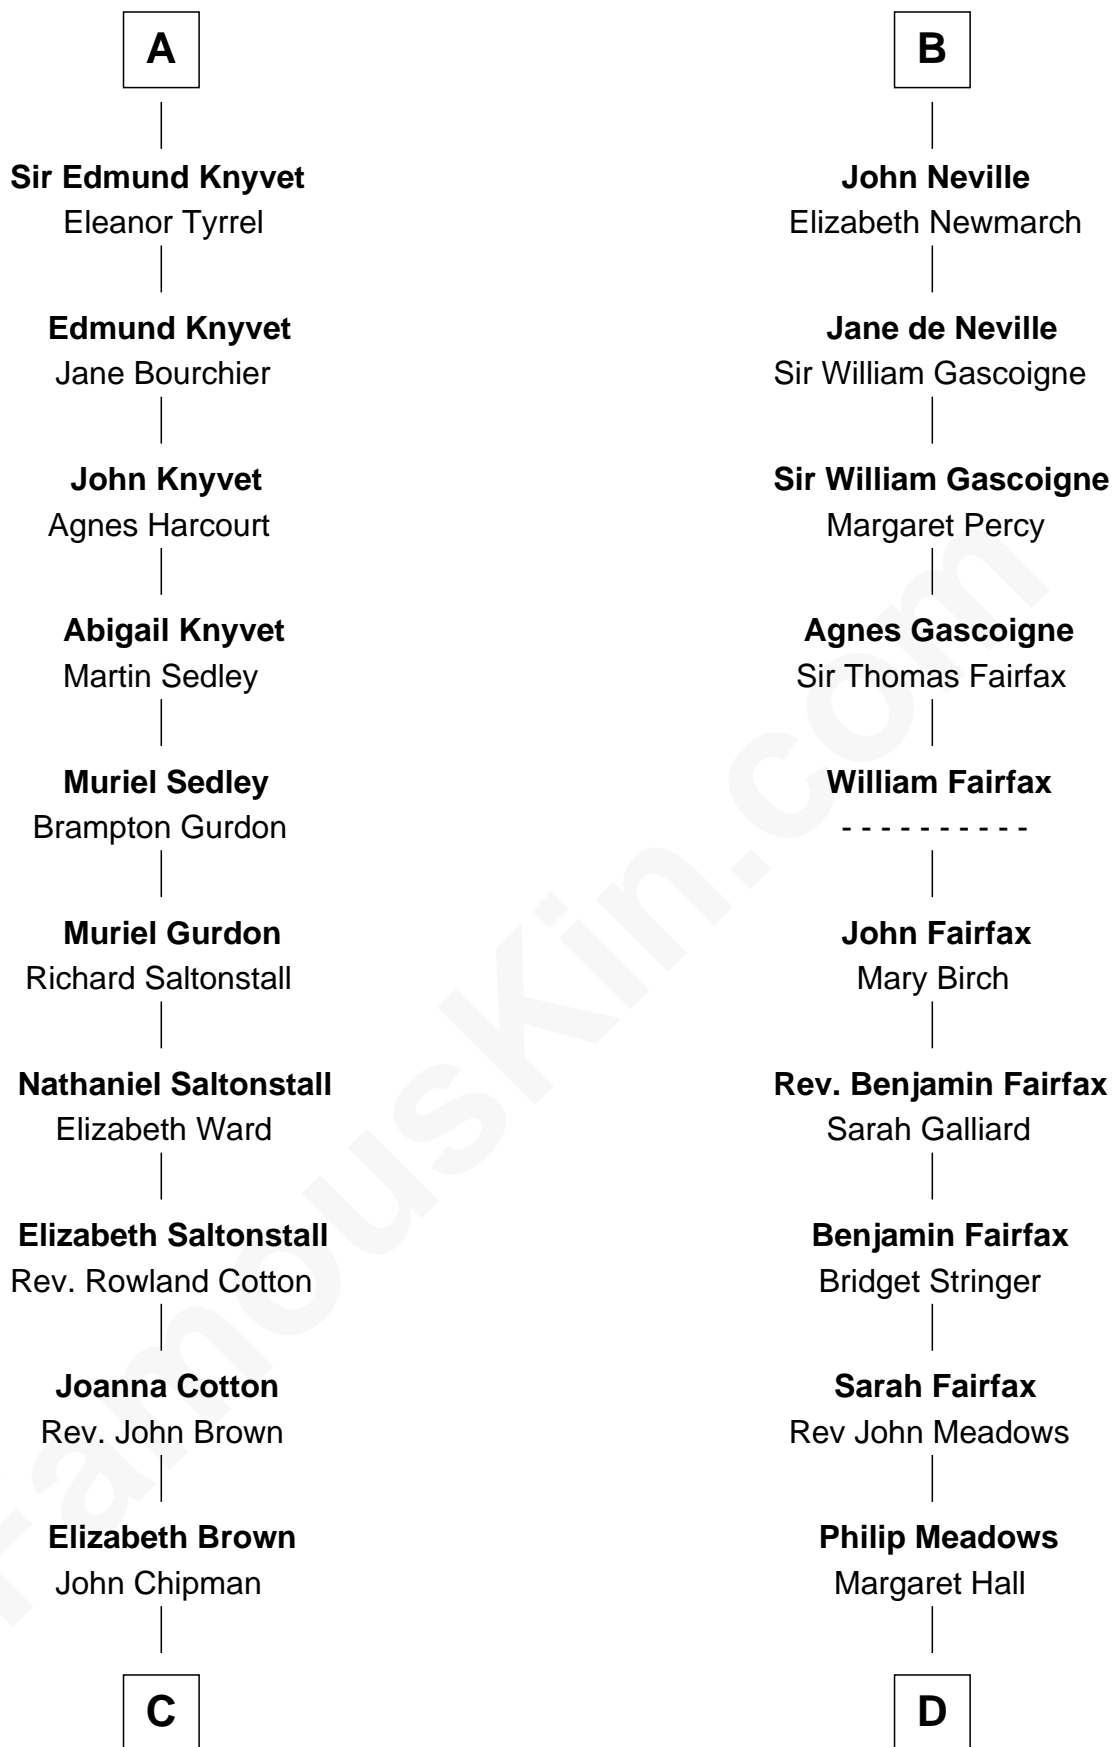 A
Sir Edmund Knyvet
Eleanor Tyrrel
Edmund Knyvet
Jane Bourchier
John Knyvet
Agnes Harcourt
Abigail Knyvet
Martin Sedley
Muriel Sedley
Brampton Gurdon
Muriel Gurdon
Richard Saltonstall
Nathaniel Saltonstall
Elizabeth Ward
Elizabeth Saltonstall
Rev. Rowland Cotton
Joanna Cotton
Rev. John Brown
Elizabeth Brown
John Chipman
C
B
John Neville
Elizabeth Newmarch
Jane de Neville
Sir William Gascoigne
Sir William Gascoigne
Margaret Percy
Agnes Gascoigne
Sir Thomas Fairfax
William Fairfax
- - - - - - - - - -
John Fairfax
Mary Birch
Rev. Benjamin Fairfax
Sarah Galliard
Benjamin Fairfax
Bridget Stringer
Sarah Fairfax
Rev John Meadows
Philip Meadows
Margaret Hall
D
FamousKin.com